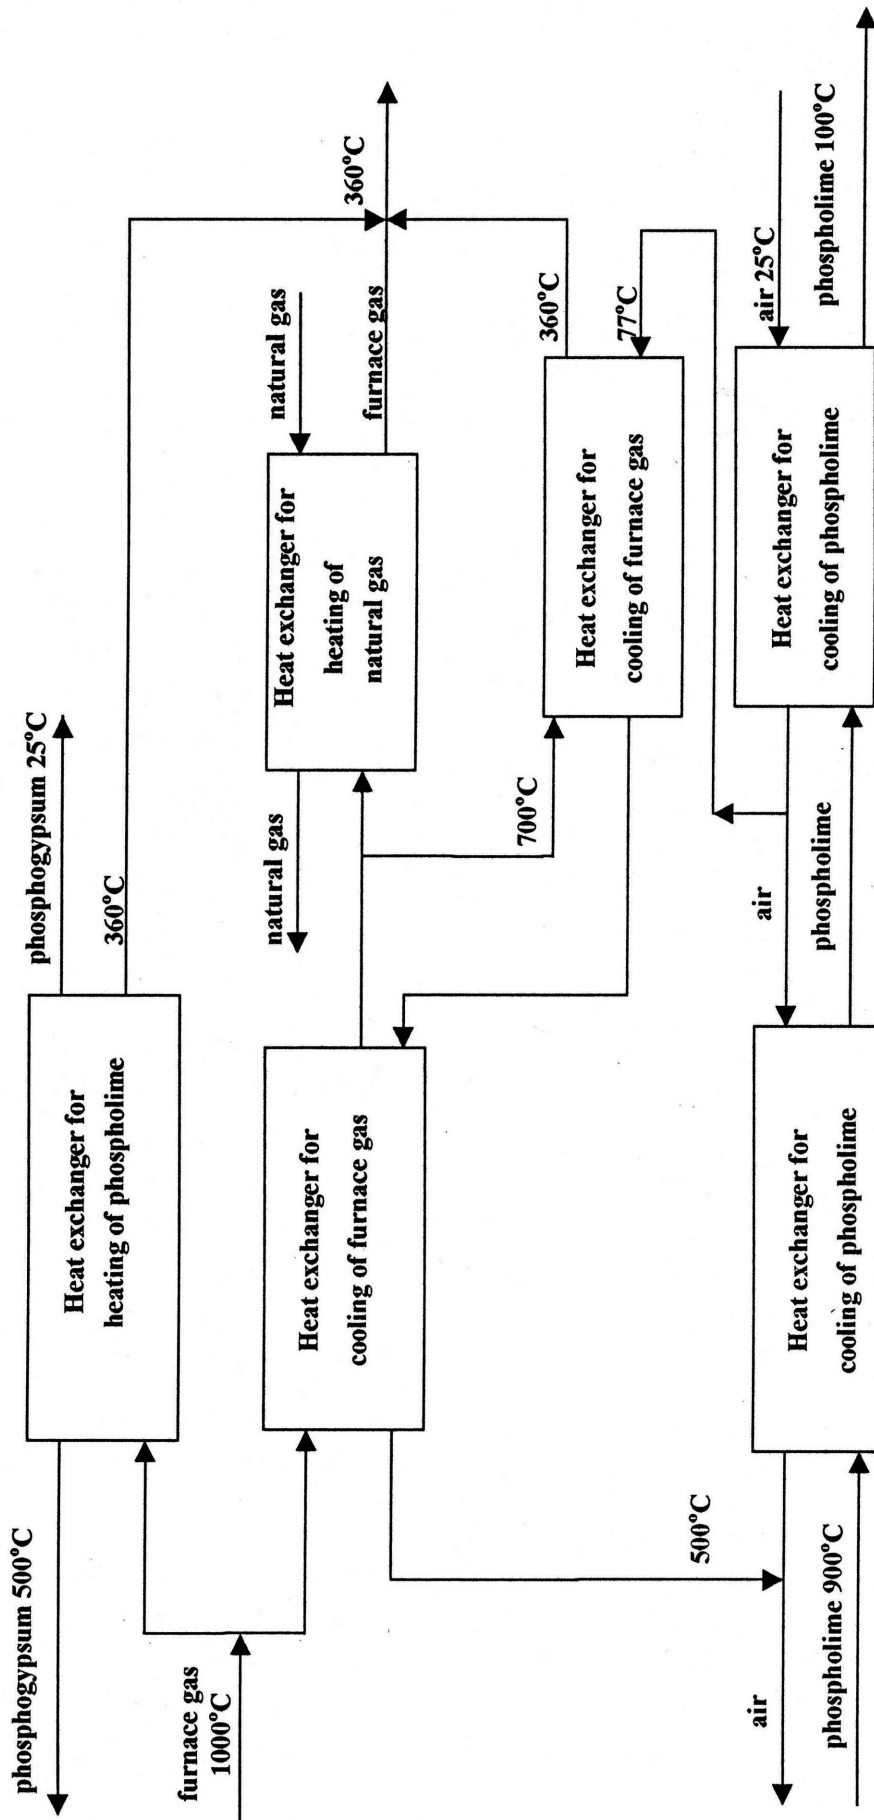 phosphogypsum 500°C
phosphogypsum 25°C
Heat exchanger for
heating of phospholime
360°C
furnace gas
1000°C
Heat exchanger for
cooling of furnace gas
natural gas
natural gas
Heat exchanger for
heating of
natural gas
furnace gas
360°C
700°C
Heat exchanger for
cooling of furnace gas
360°C
77°C
500°C
air
Heat exchanger for
cooling of phospholime
air
Heat exchanger for
cooling of phospholime
air 25°C
phospholime 900°C
phospholime
phospholime 100°C